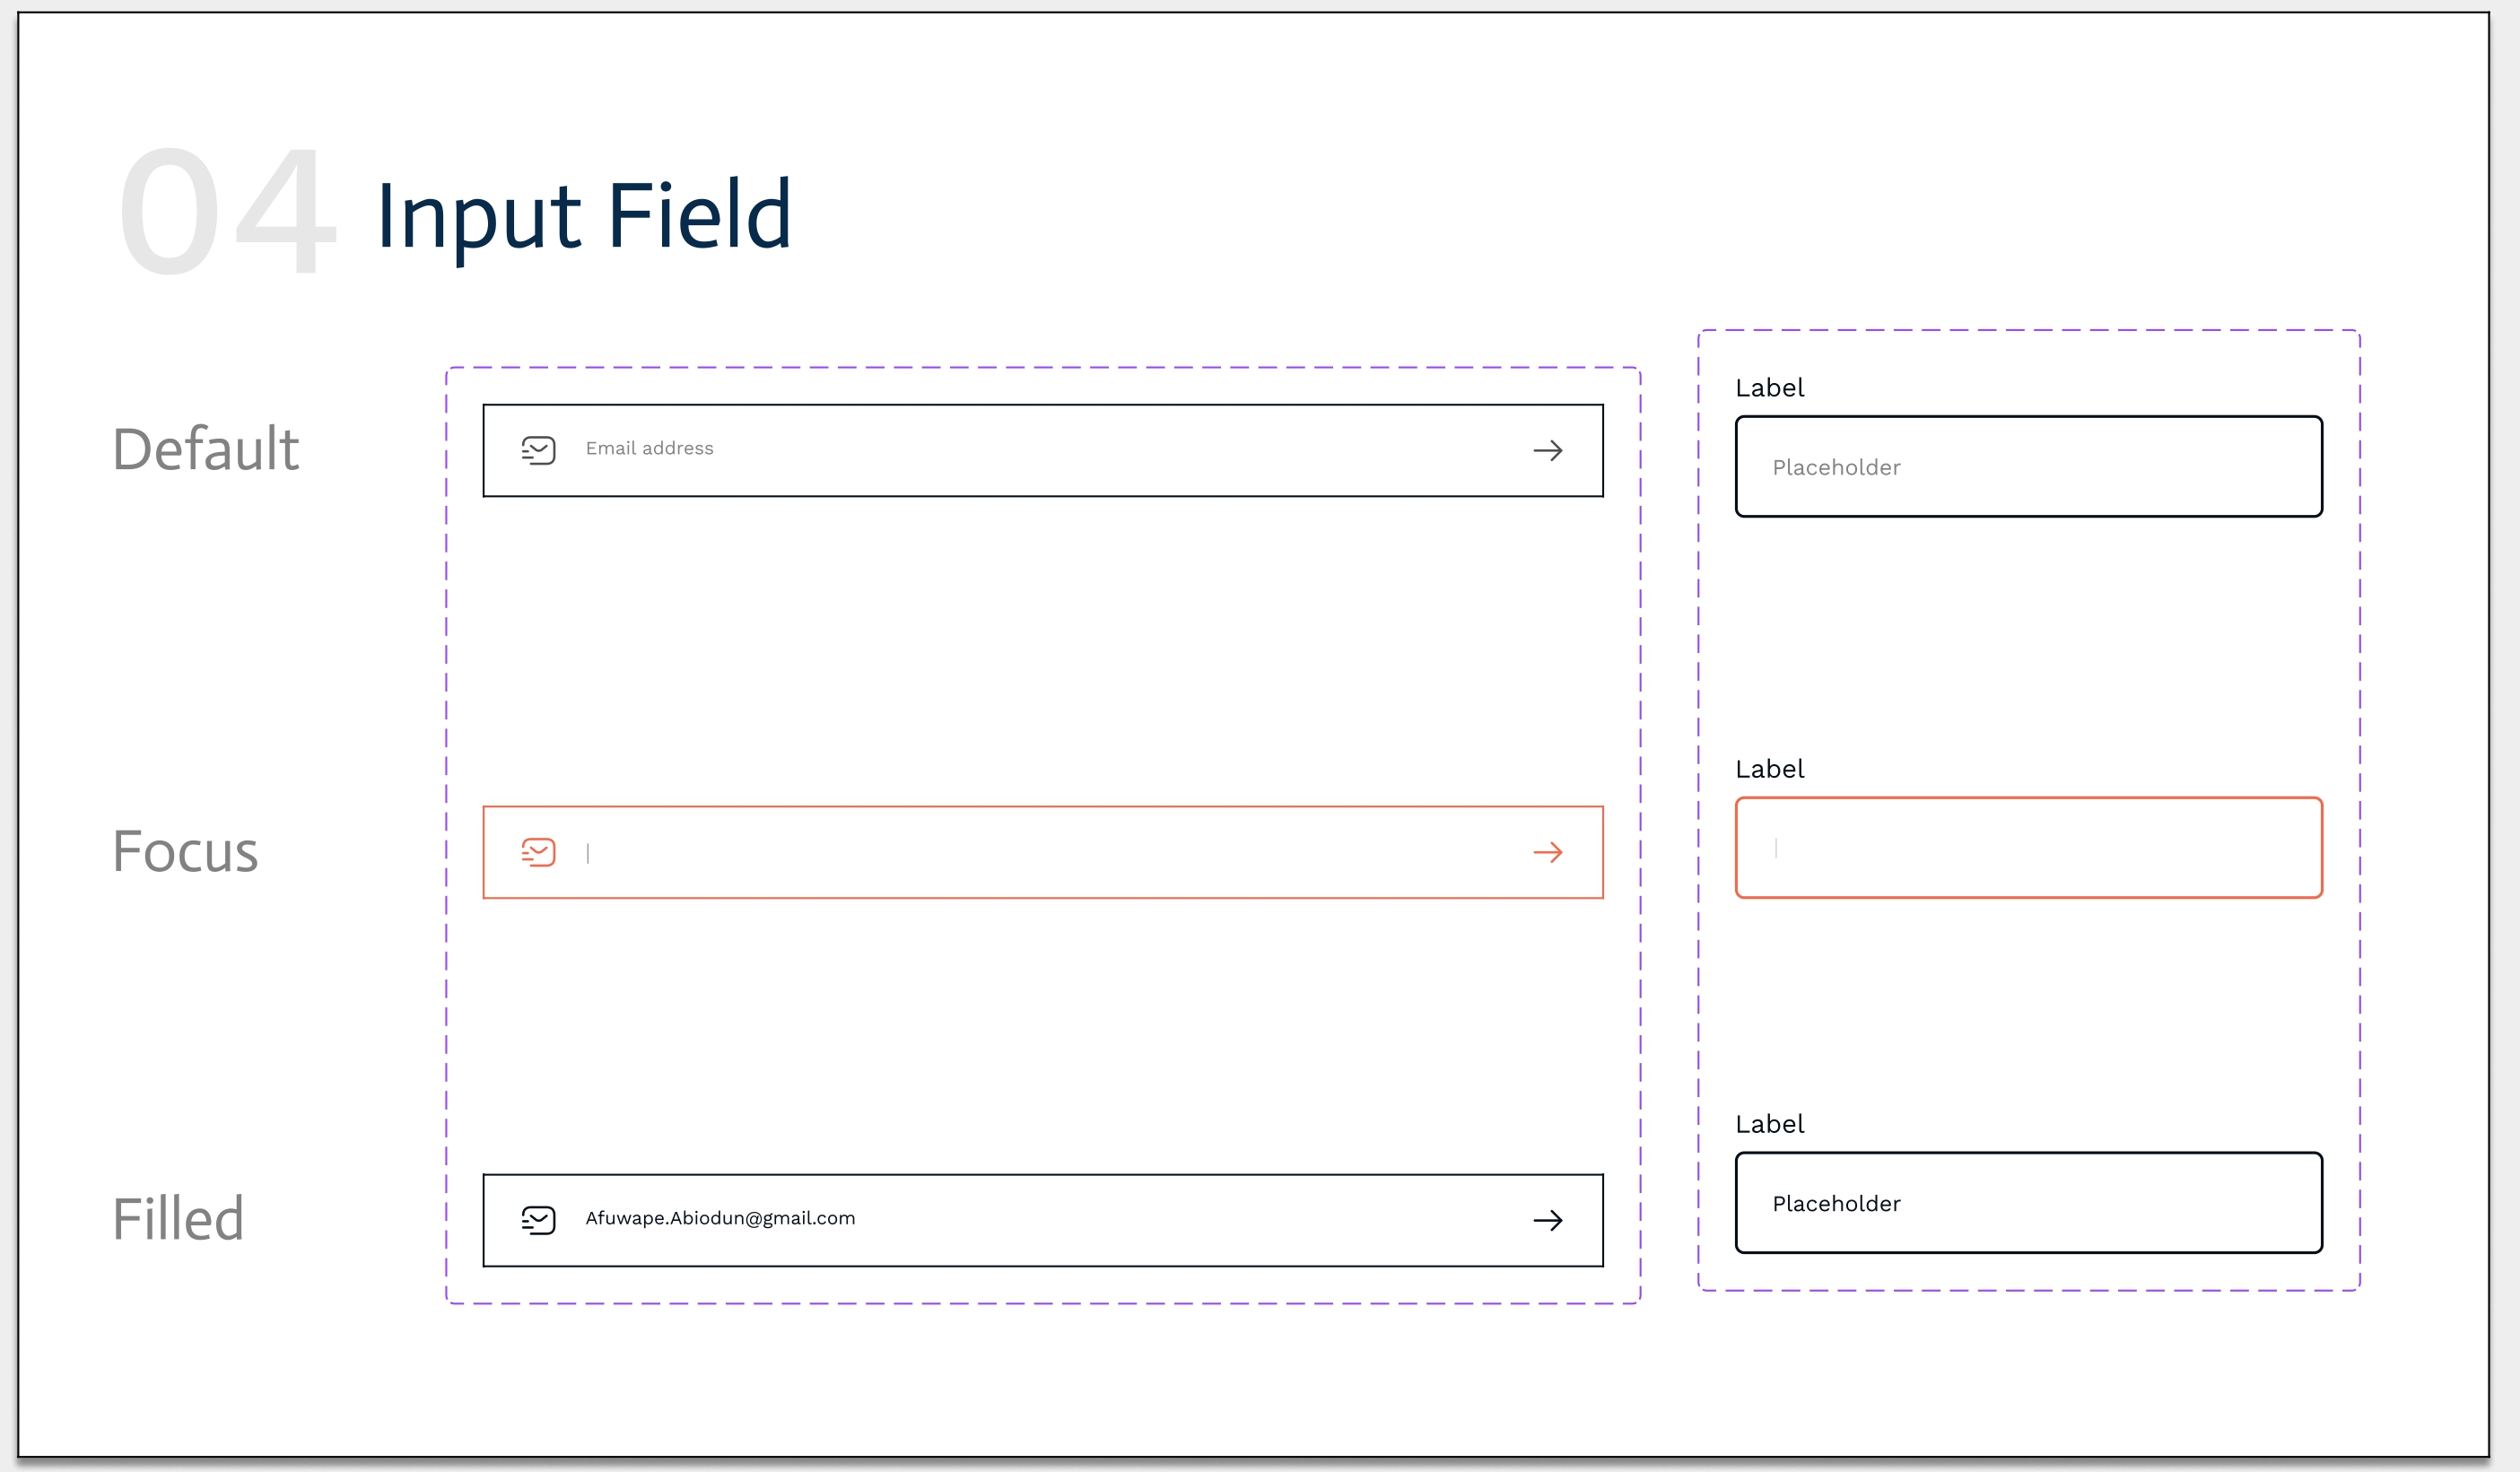 04 Input Field
Label
Default
Email address
Placeholder
Label
Focus
Label
Filled
Afuwape.Abiodun@gmail.com
Placeholder